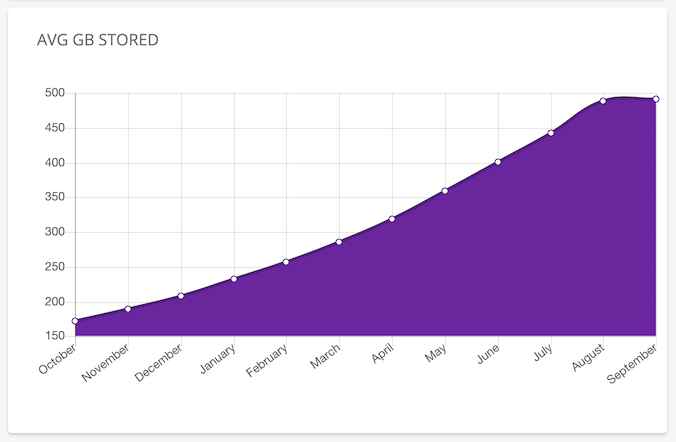 AVG GB STORED
500
450
400
350
300
250
200
150
October
November
December
January
February
March
April
May
June
July
August
September